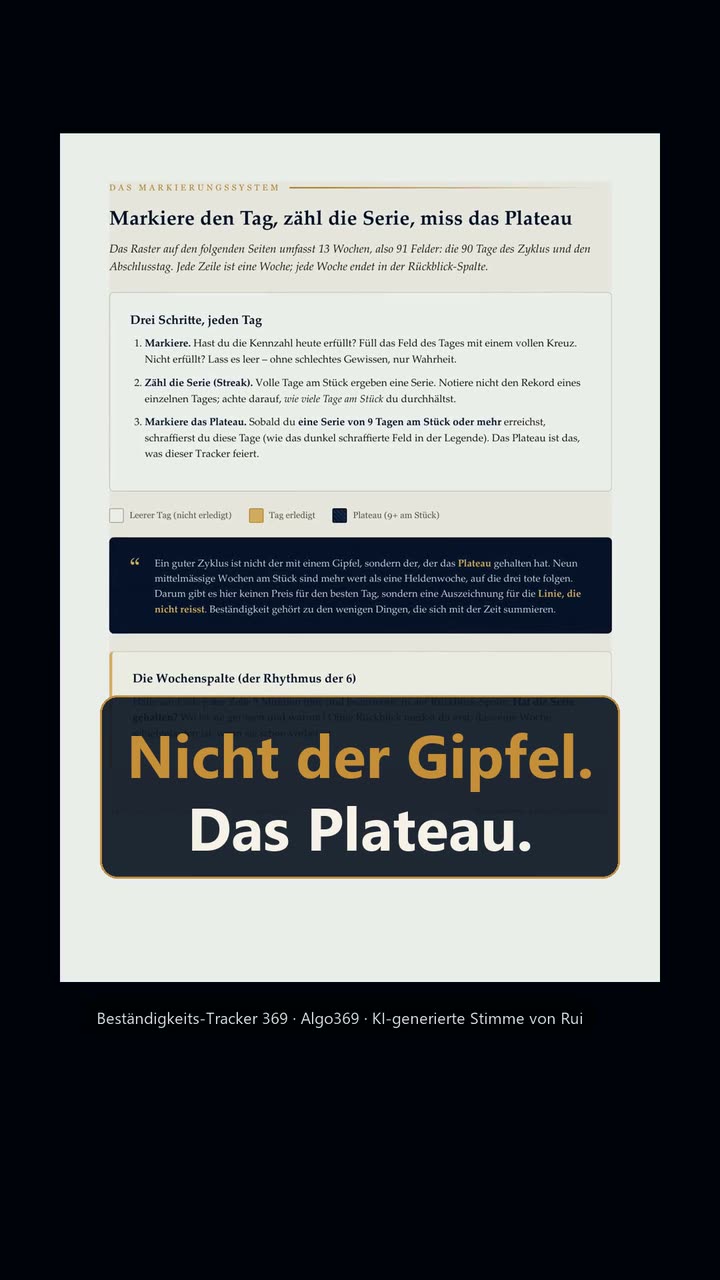 DAS MARKIERUNGSSYSTEM
Markiere den Tag, zähl die Serie, miss das Plateau
Das Raster auf den folgenden Seiten umfasst 13 Wochen, also 91 Felder: die 90 Tage des Zyklus und den
Abschlusstag. Jede Zeile ist eine Woche; jede Woche endet in der Rückblick-Spalte.
Drei Schritte, jeden Tag
1. Markiere. Hast du die Kennzahl heute erfüllt? Füll das Feld des Tages mit einem vollen Kreuz.
Nicht erfüllt? Lass es leer – ohne schlechtes Gewissen, nur Wahrheit.
2. Zähl die Serie (Streak). Volle Tage am Stück ergeben eine Serie. Notiere nicht den Rekord eines
einzelnen Tages; achte darauf, wie viele Tage am Stück du durchhältst.
3. Markiere das Plateau. Sobald du eine Serie von 9 Tagen am Stück oder mehr erreichst,
schraffierst du diese Tage (wie das dunkel schraffierte Feld in der Legende). Das Plateau ist das,
was dieser Tracker feiert.
Leerer Tag (nicht erledigt) Tag erledigt Plateau (9+ am Stück)
“ Ein guter Zyklus ist nicht der mit einem Gipfel, sondern der, der das Plateau gehalten hat. Neun
mittelmässige Wochen am Stück sind mehr wert als eine Heldenwoche, auf die drei tote folgen.
Darum gibt es hier keinen Preis für den besten Tag, sondern eine Auszeichnung für die Linie, die
nicht reisst. Beständigkeit gehört zu den wenigen Dingen, die sich mit der Zeit summieren.
Die Wochenspalte (der Rhythmus der 6)
Nicht der Gipfel.
Das Plateau.
Beständigkeits-Tracker 369 · Algo369 · KI-generierte Stimme von Rui